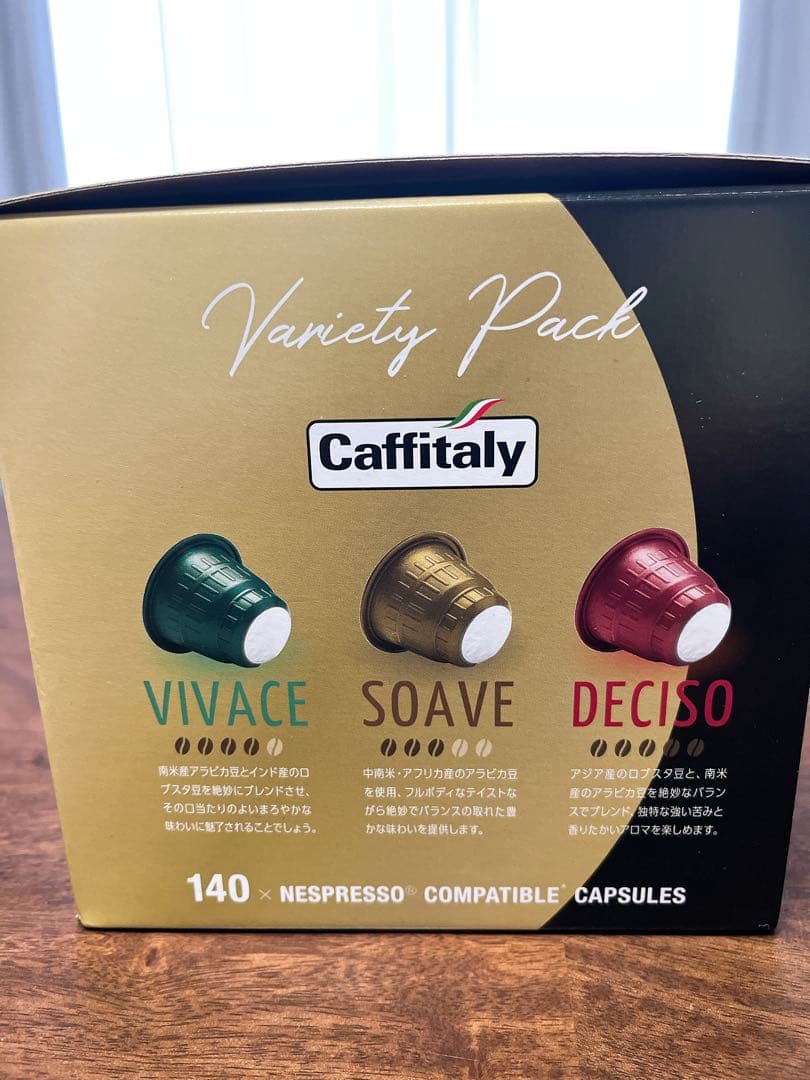 Variety Pack
Caffitaly
VIVACE
南米産アラビカ豆とインド産のロ
ブスタ豆を絶妙にブレンドさせ、
その口当たりのよいまろやかな
味わいに魅了されることでしょう。
SOAVE
中南米・アフリカ産のアラビカ豆
を使用、フルボディなテイストな
がら絶妙でバランスの取れた豊
かな味わいを提供します。
DECISO
アジア産のロブスタ豆と、南米
産のアラビカ豆を絶妙なバラン
スでブレンド、独特な強い苦みと
香りたかいアロマを楽しめます。
140 × NESPRESSO® COMPATIBLE* CAPSULES